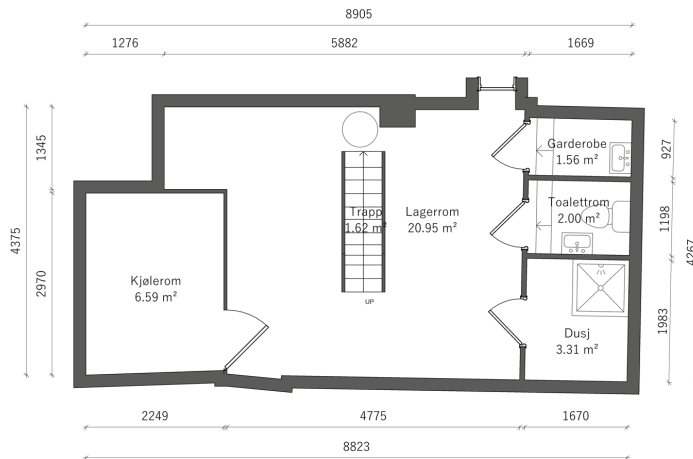 8905
1276
5882
1669
1345
4375
2970
Garderobe
1.56 m²
927
Toalettrom
2.00 m²
1198
4267
Trapp
1.62 m²
Lagerrom
20.95 m²
Kjølerom
6.59 m²
UP
Dusj
3.31 m²
1983
2249
4775
1670
8823